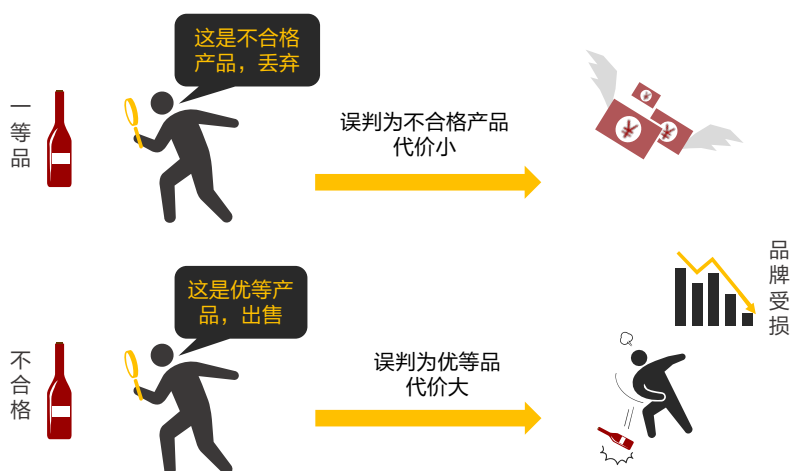 这是不合格
产品，丢弃
一等品
误判为不合格产品
代价小
¥
¥
¥
品牌受损
这是优等产
品，出售
不合格
误判为优等品
代价大